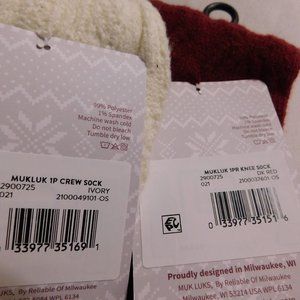 99% Polyester
1% Spandex
Machine wash cold
Do not bleach
Tumble dry low
MUKLUK 1P CREW SOCK
2900725
IVORY
021
2100049101-OS
33977 35169 1
MUK LUKS, By Reliable Of Milwaukee
WPL 6134
MUKLUK 1PR KNEE SOCK
2900725
DK RED
021
2100037601-OS
0 33977 35151 6
Proudly designed in Milwaukee, WI
MUK LUKS, By Reliable Of Milwaukee
Milwaukee, WI 53214 USA WPL 6134